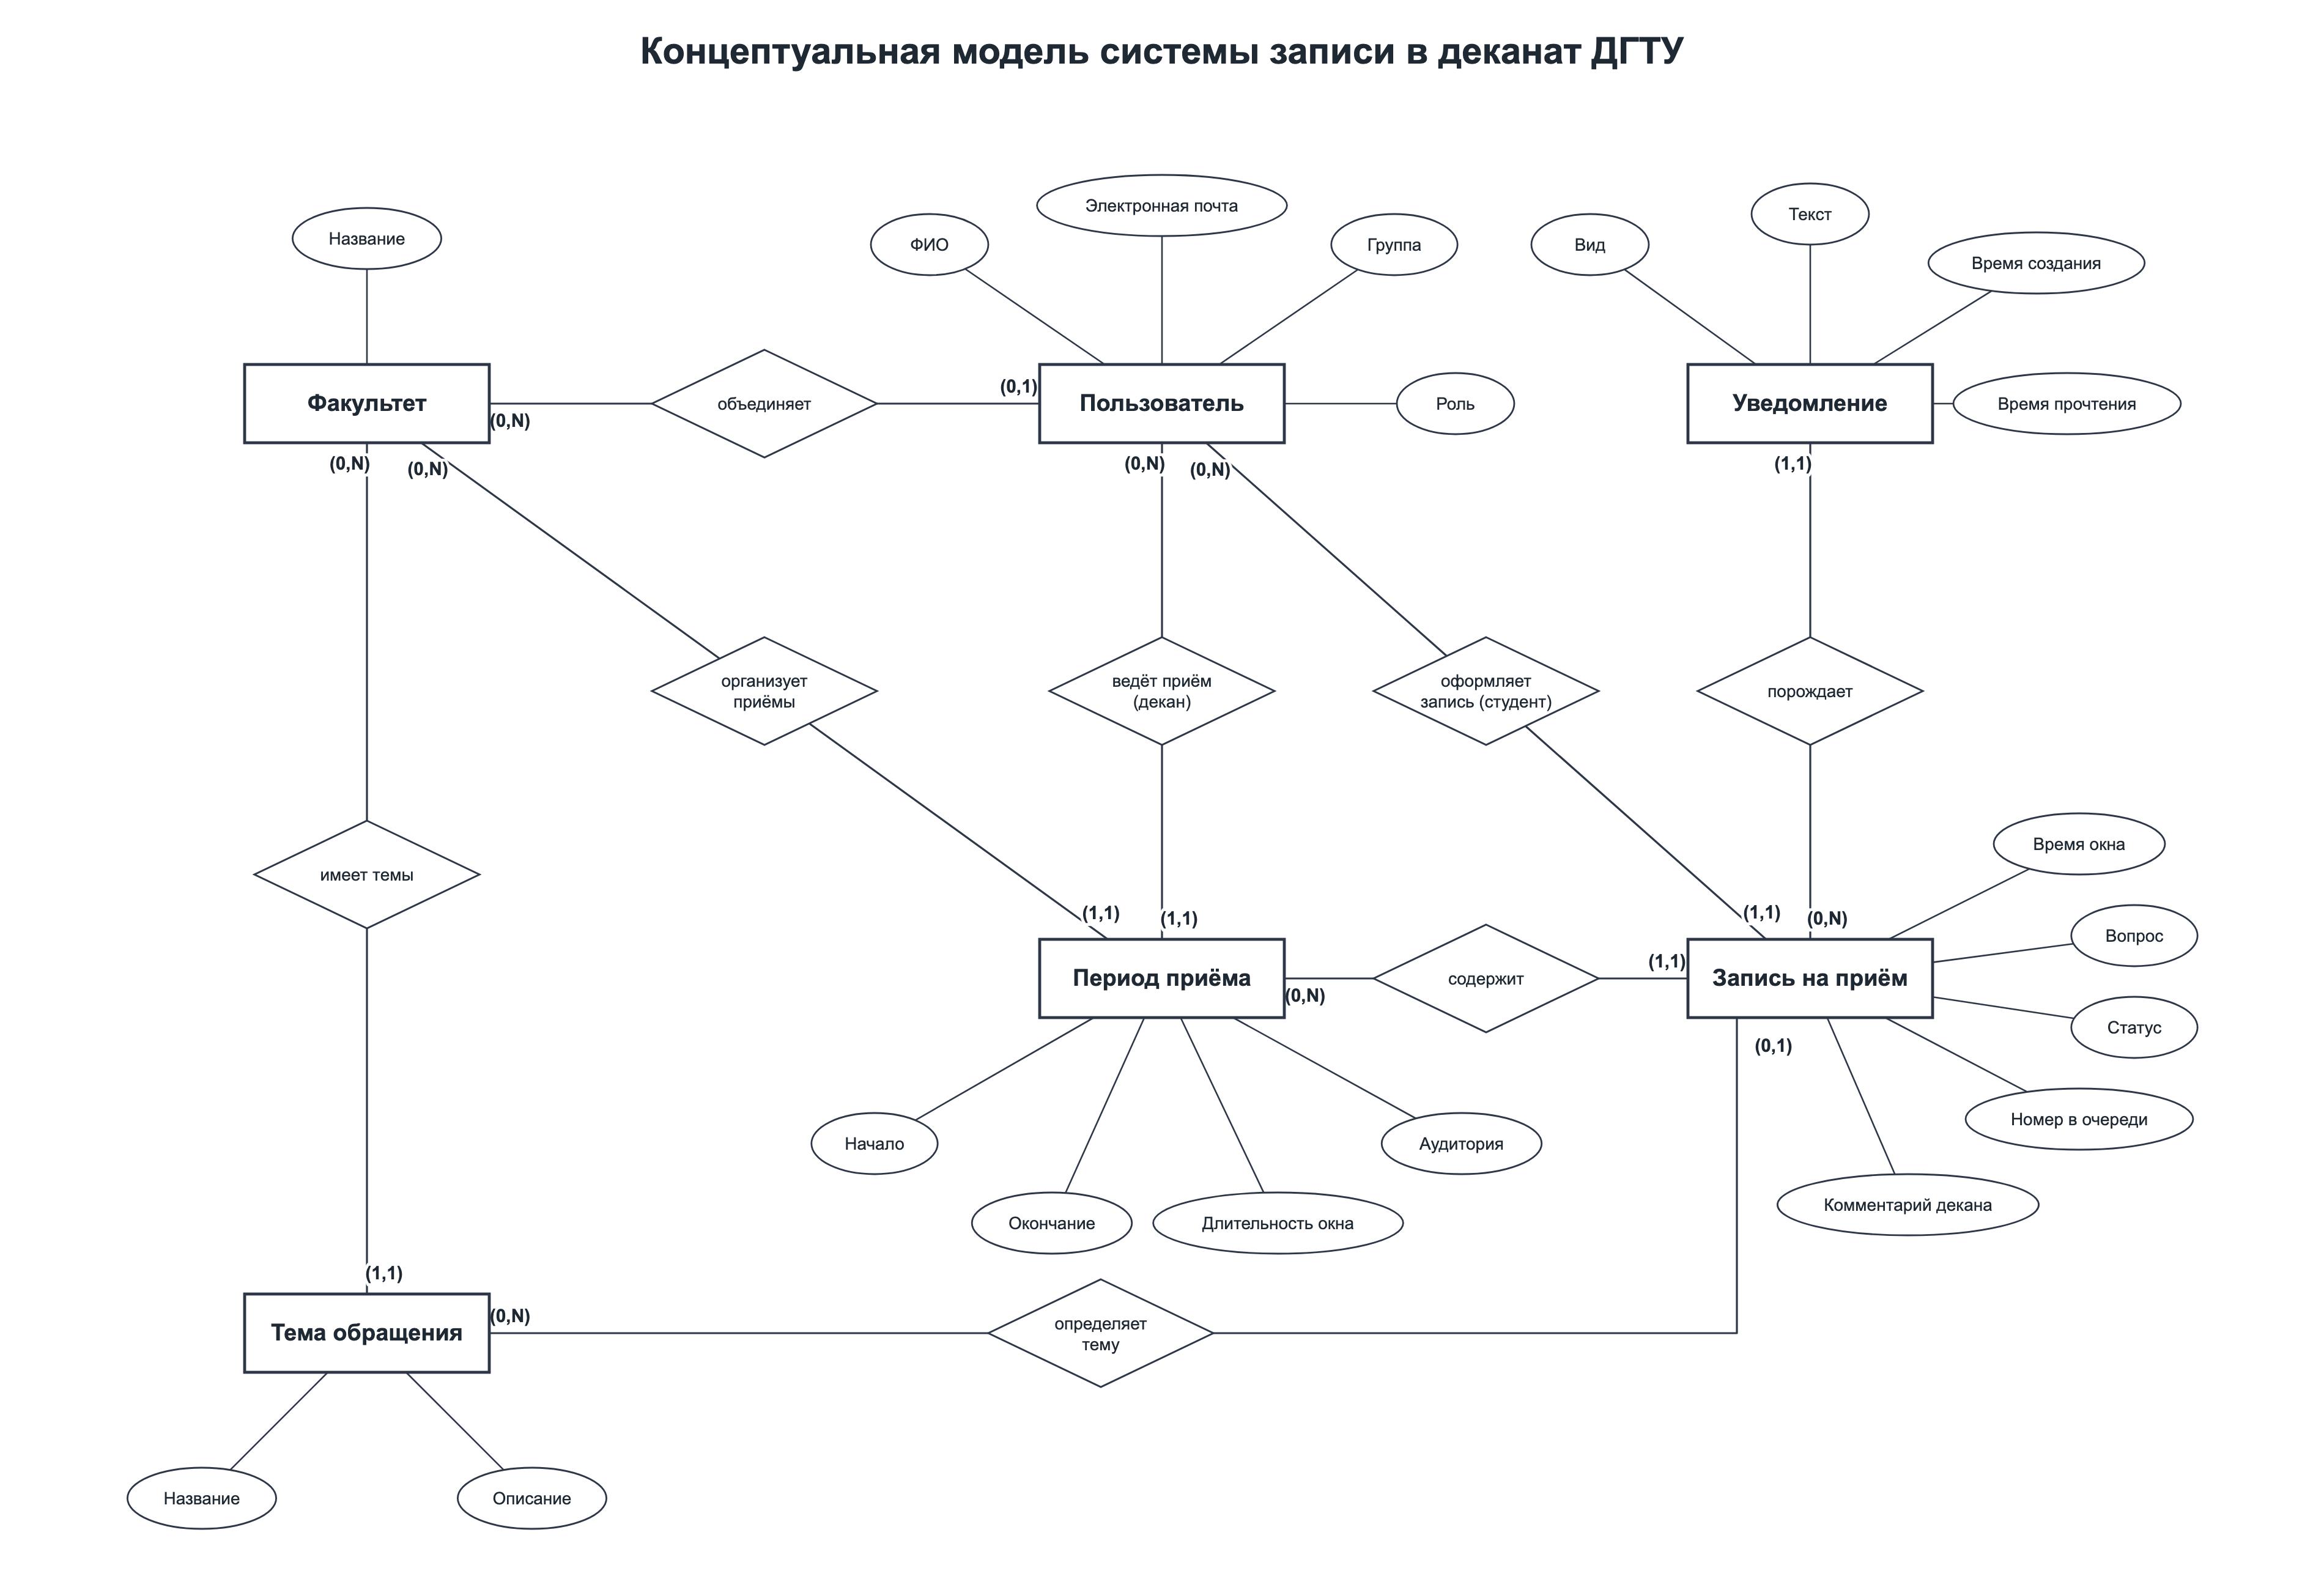 Концептуальная модель системы записи в деканат ДГТУ
Электронная почта
Текст
Название
ФИО
Группа
Вид
Время создания
Факультет
(0,N)
объединяет
(0,1)
Пользователь
Роль
Уведомление
Время прочтения
(0,N)
(0,N)
(0,N)
(0,N)
(1,1)
организует
приёмы
ведёт приём
(декан)
оформляет
запись (студент)
порождает
Время окна
имеет темы
(1,1)
(1,1)
(1,1)
(0,N)
Вопрос
Период приёма
(0,N)
содержит
(1,1)
Запись на приём
Статус
(0,1)
Номер в очереди
Начало
Аудитория
Комментарий декана
Окончание
Длительность окна
(1,1)
Тема обращения
(0,N)
определяет
тему
Название
Описание